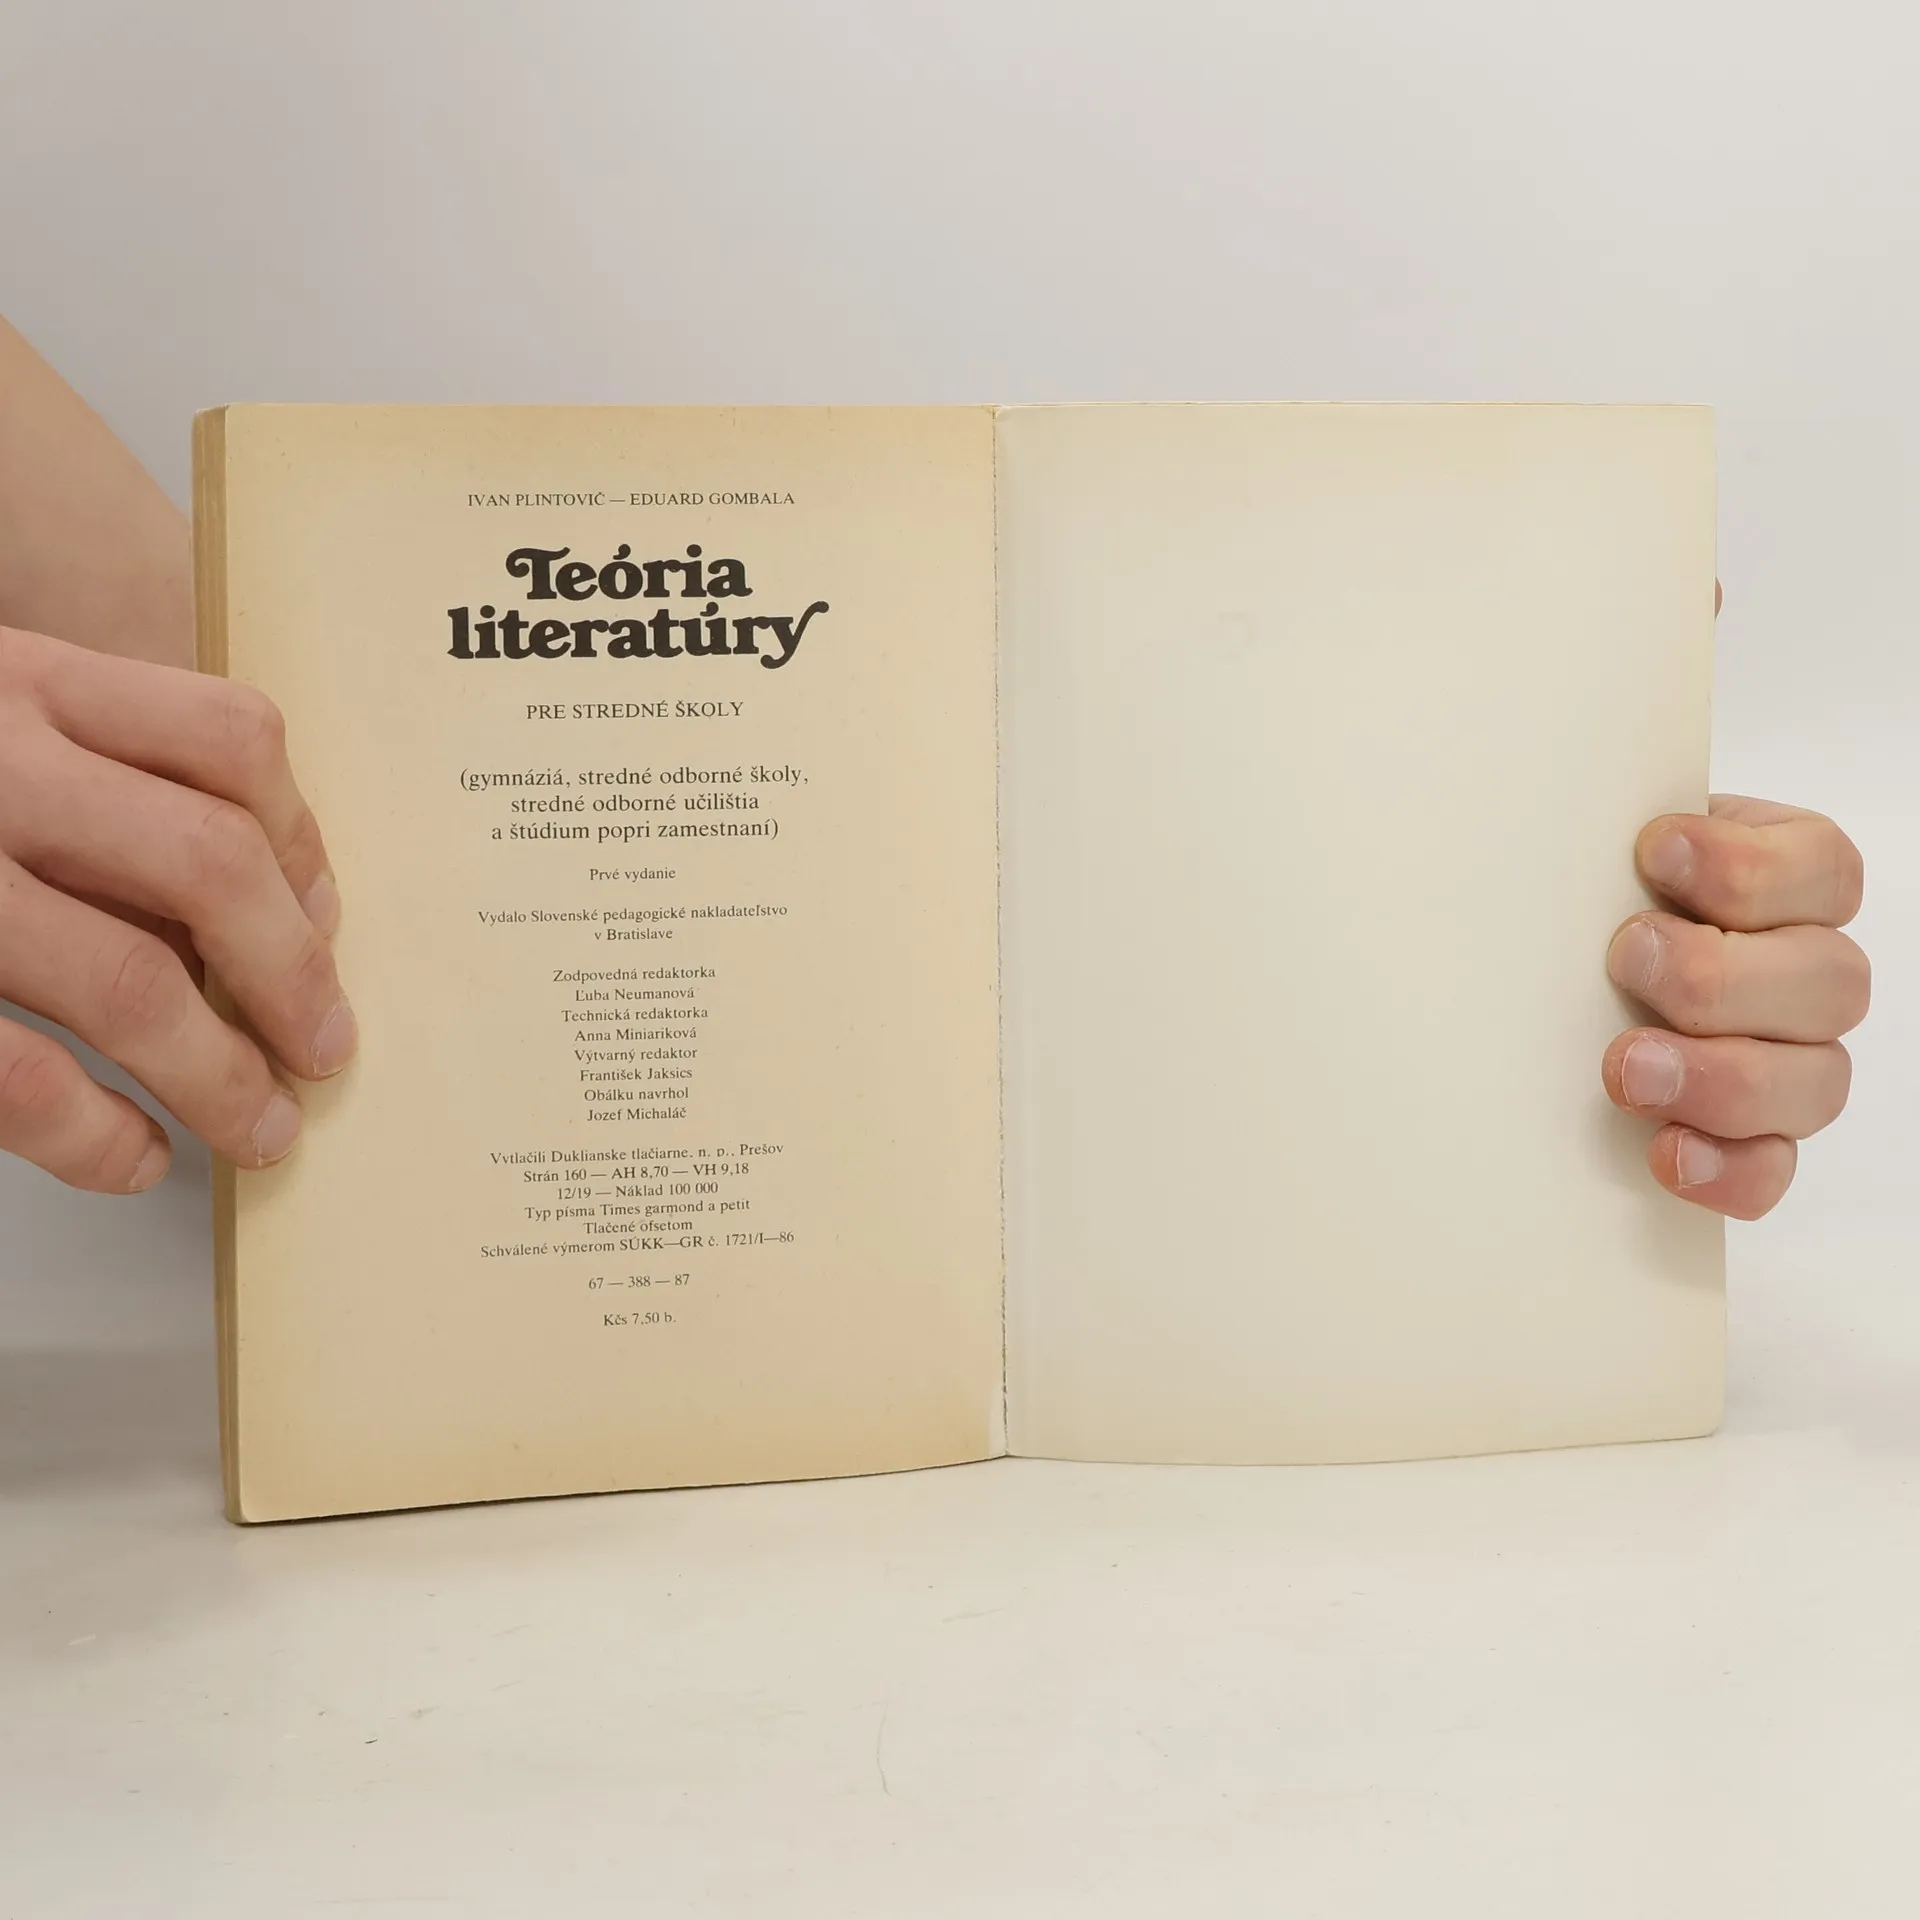 IVAN PLINTOVIČ — EDUARD GOMBALA
Teória
literatúry
PRE STREDNÉ ŠKOLY
(gymnáziá, stredné odborné školy,
stredné odborné učilištia
a štúdium popri zamestnaní)
Prvé vydanie
Vydalo Slovenské pedagogické nakladateľstvo
v Bratislave
Zodpovedná redaktorka
Ľuba Neumanová
Technická redaktorka
Anna Miniariková
Výtvarný redaktor
František Jaksics
Obálku navrhol
Jozef Michaláč
Vytlačili Duklianske tlačiarne, n. p., Prešov
Strán 160 — AH 8,70 — VH 9,18
12/19 — Náklad 100 000
Typ písma Times garmond a petit
Tlačené ofsetom
Schválené výmerom SÚKK—GR č. 1721/I—86
67 — 388 — 87
Kčs 7,50 b.